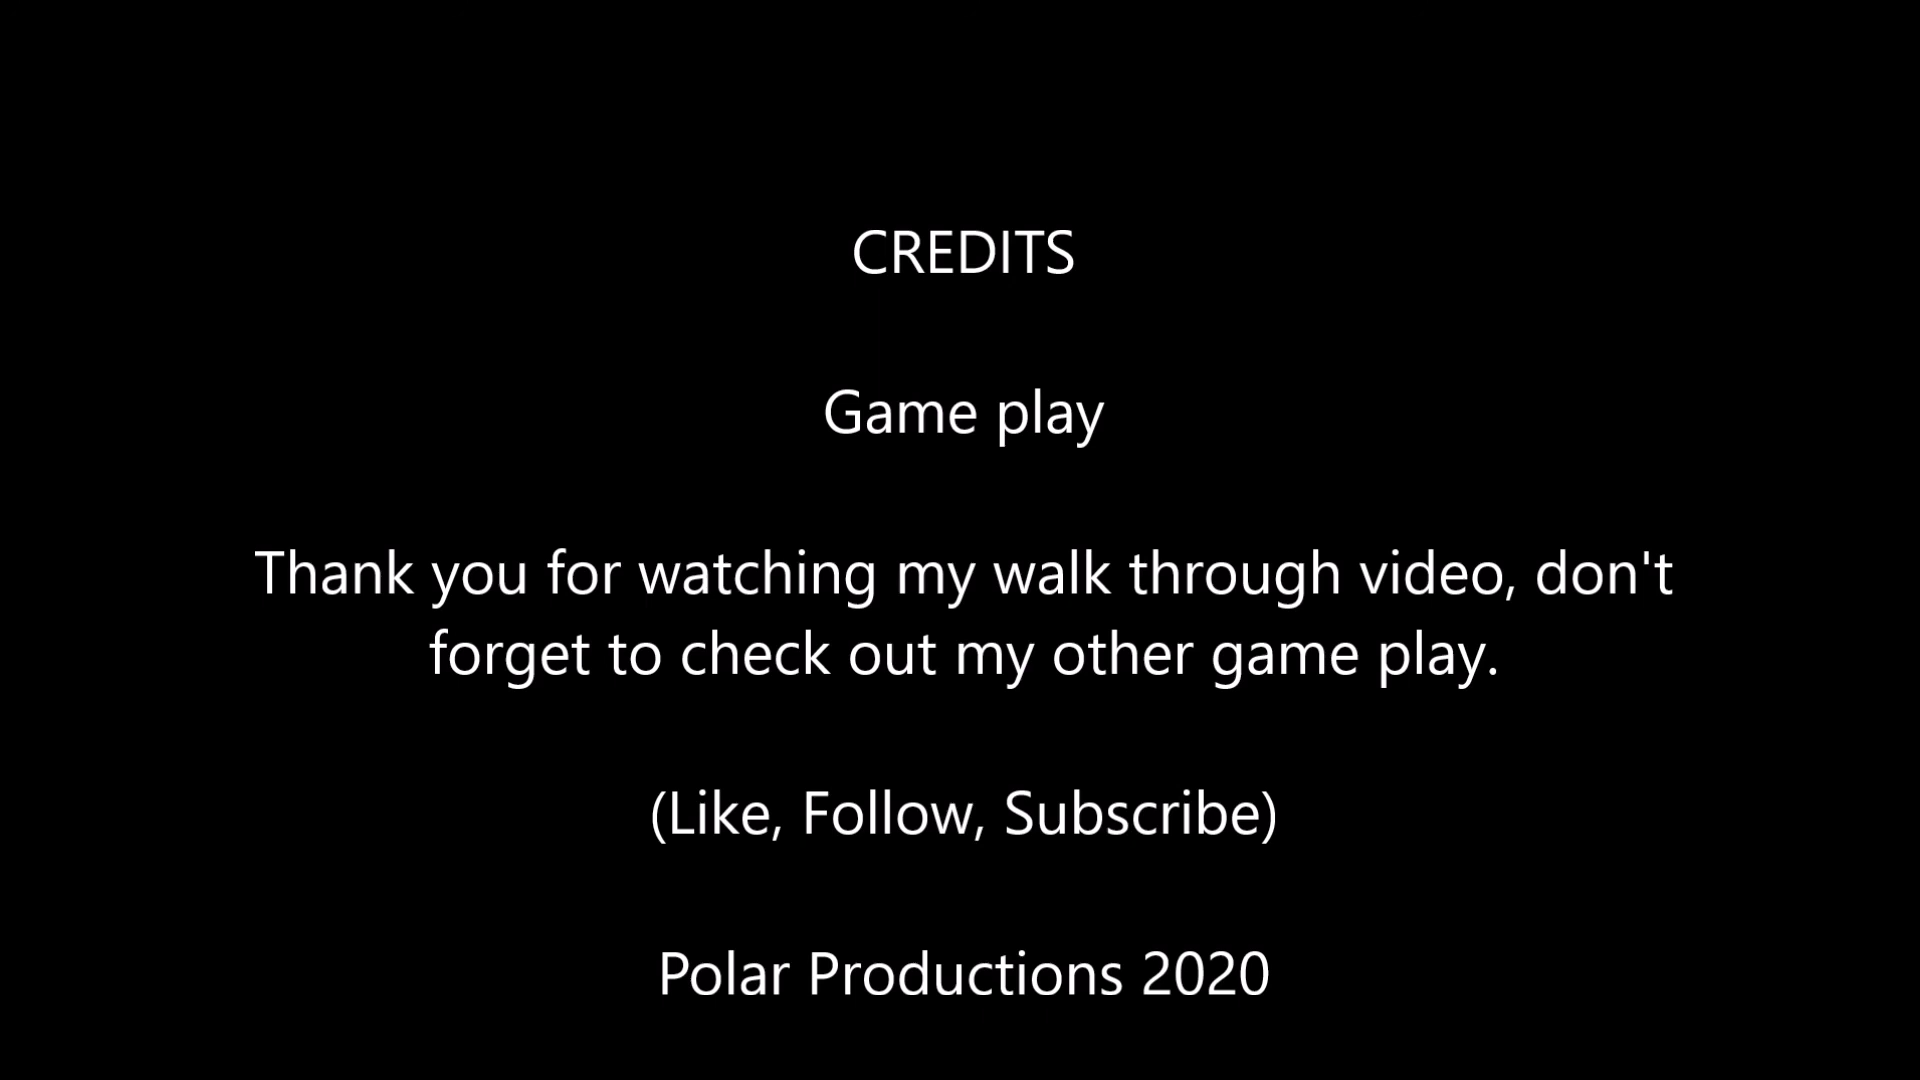 CREDITS
Game play
Thank you for watching my walk through video, don't
forget to check out my other game play.
(Like, Follow, Subscribe)
Polar Productions 2020